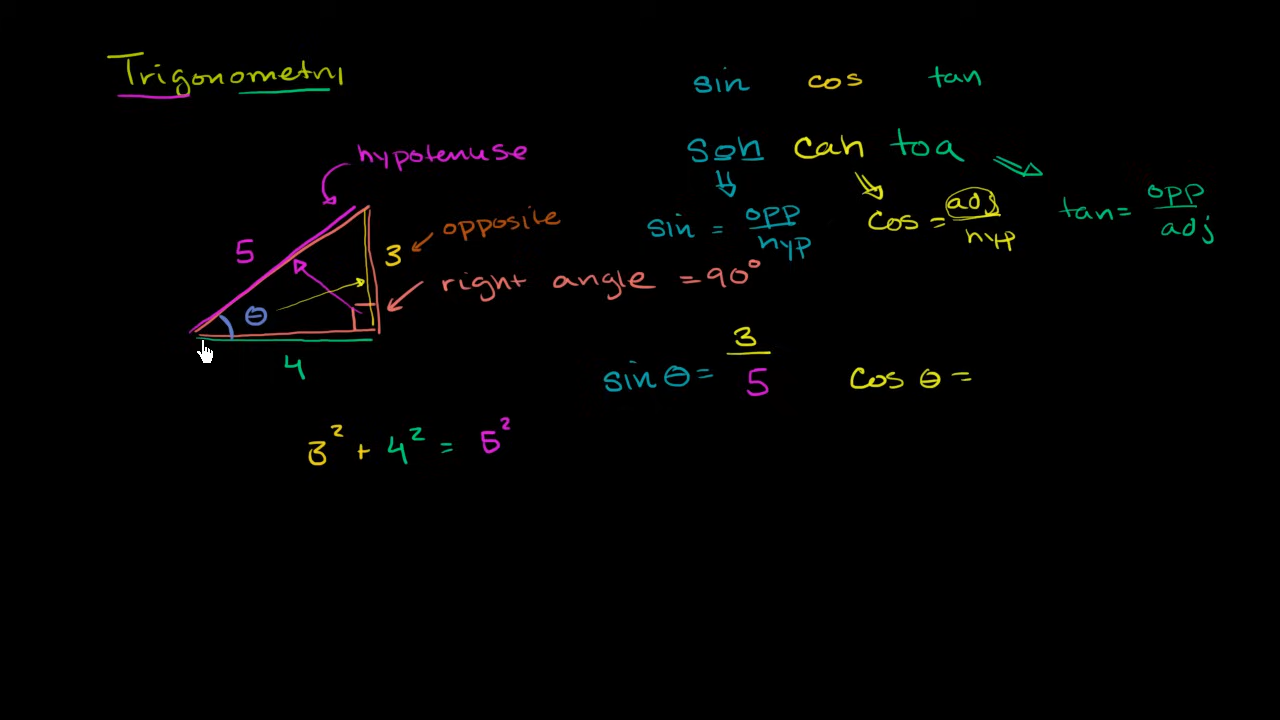 Trigonometry
sin cos tan
soh cah toa
hypotenuse
sin = opp/hyp
cos = adj/hyp
tan = opp/adj
opposite
5
3
right angle = 90°
θ
4
sin θ = 3/5
cos θ =
3² + 4² = 5²